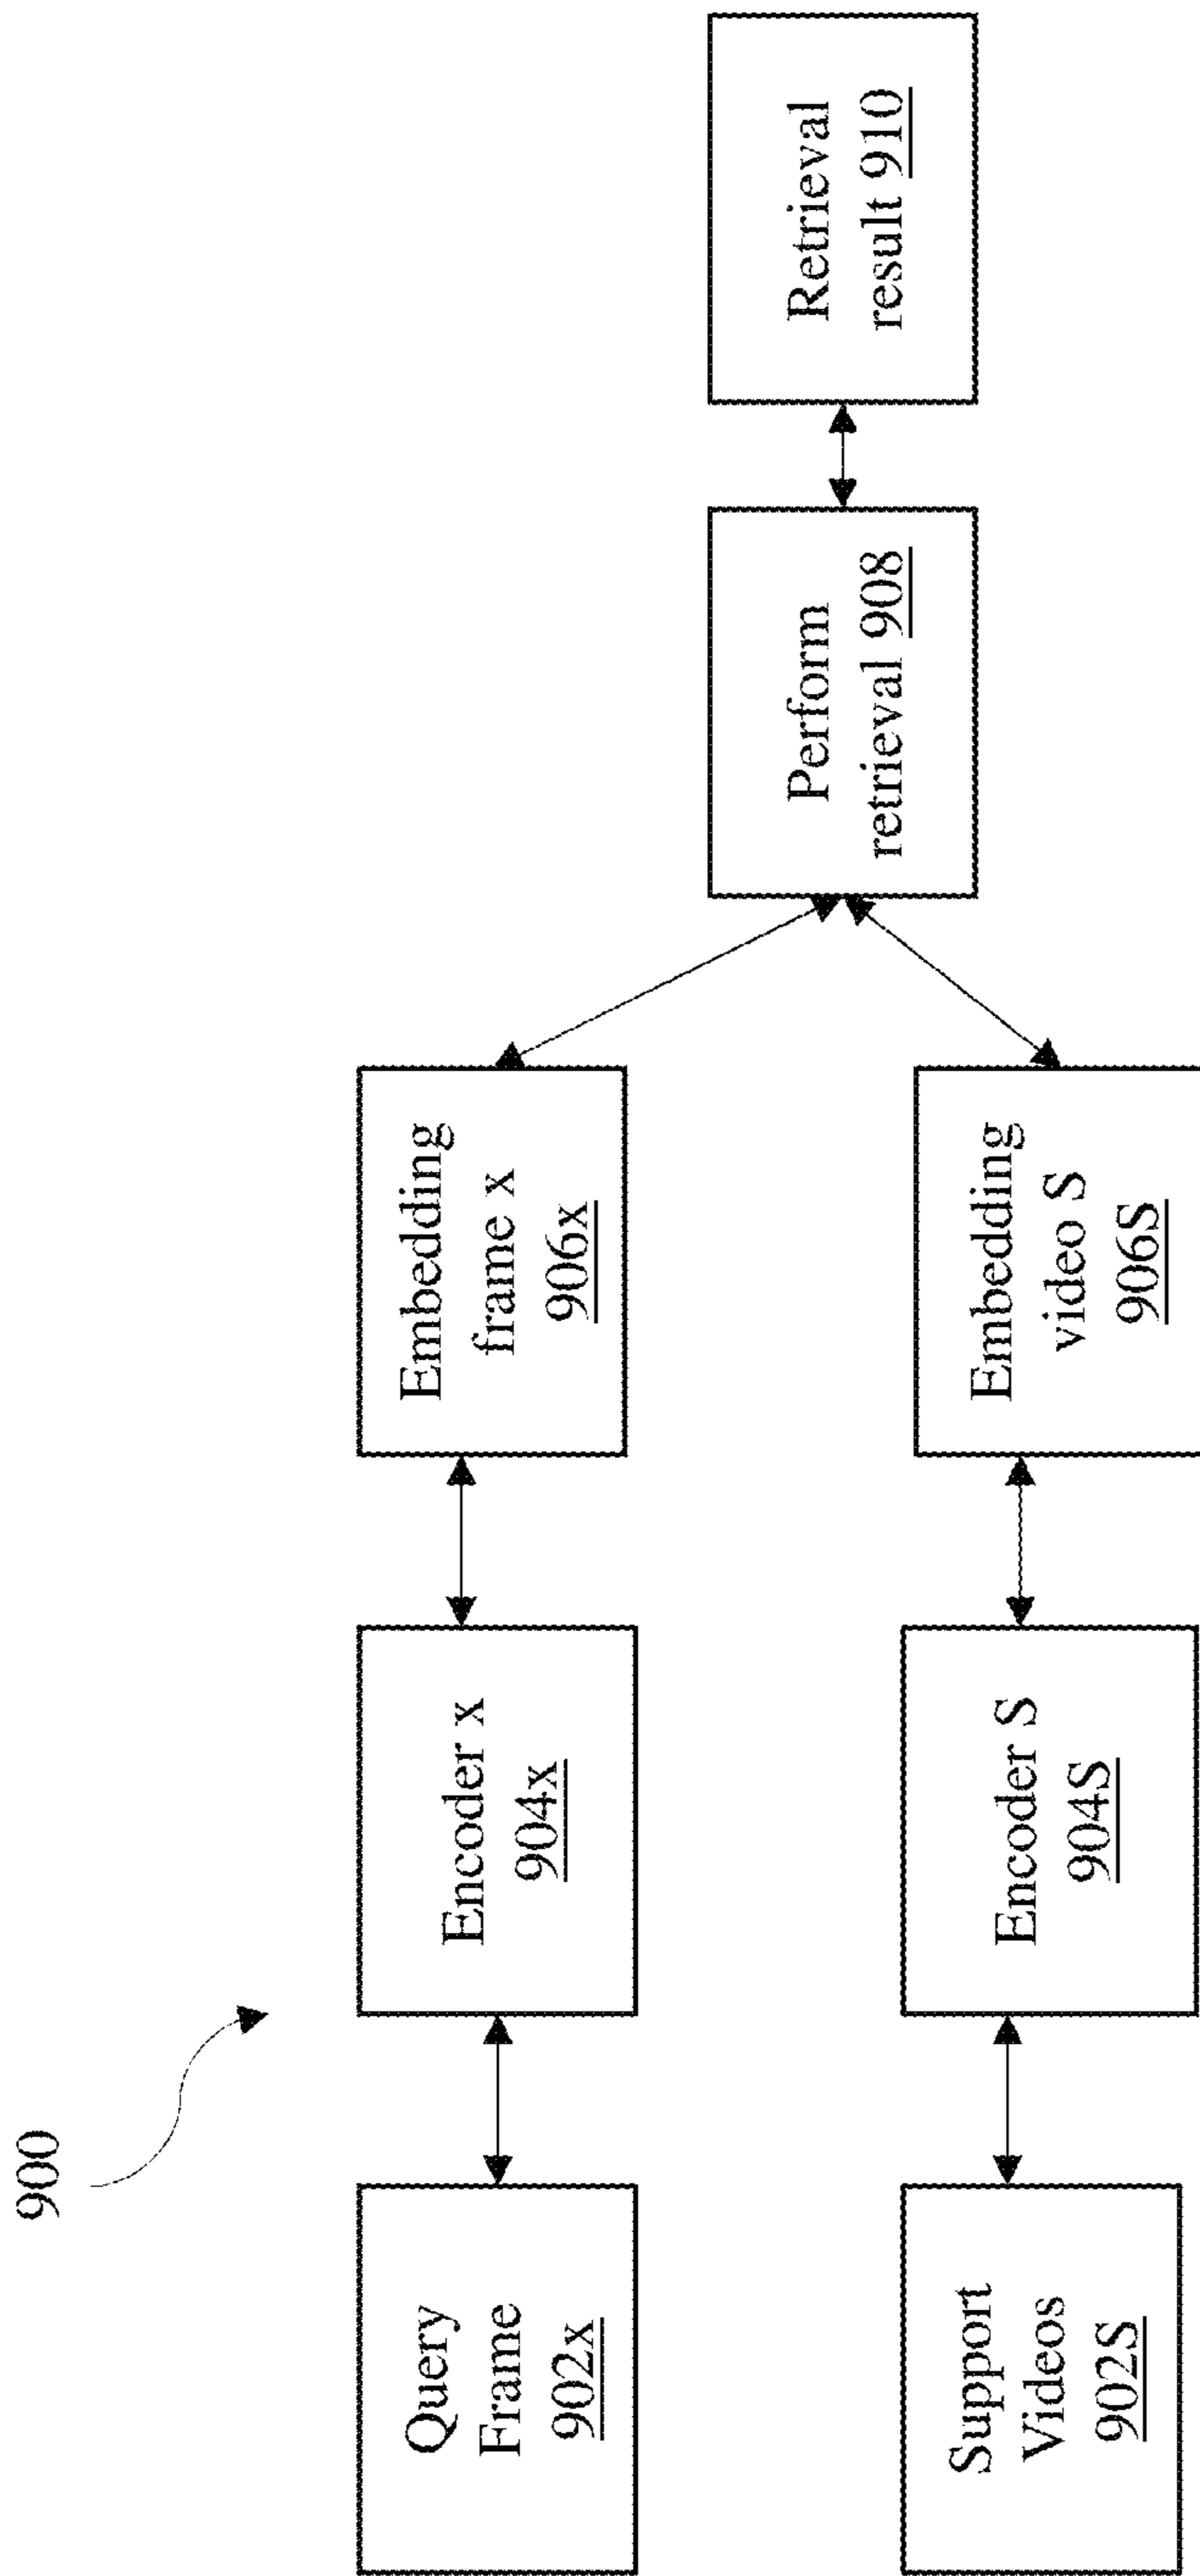 900
Query
Frame
902x
Encoder x
904x
Embedding
frame x
906x
Support
Videos
902S
Encoder S
904S
Embedding
video S
906S
Perform
retrieval 908
Retrieval
result 910